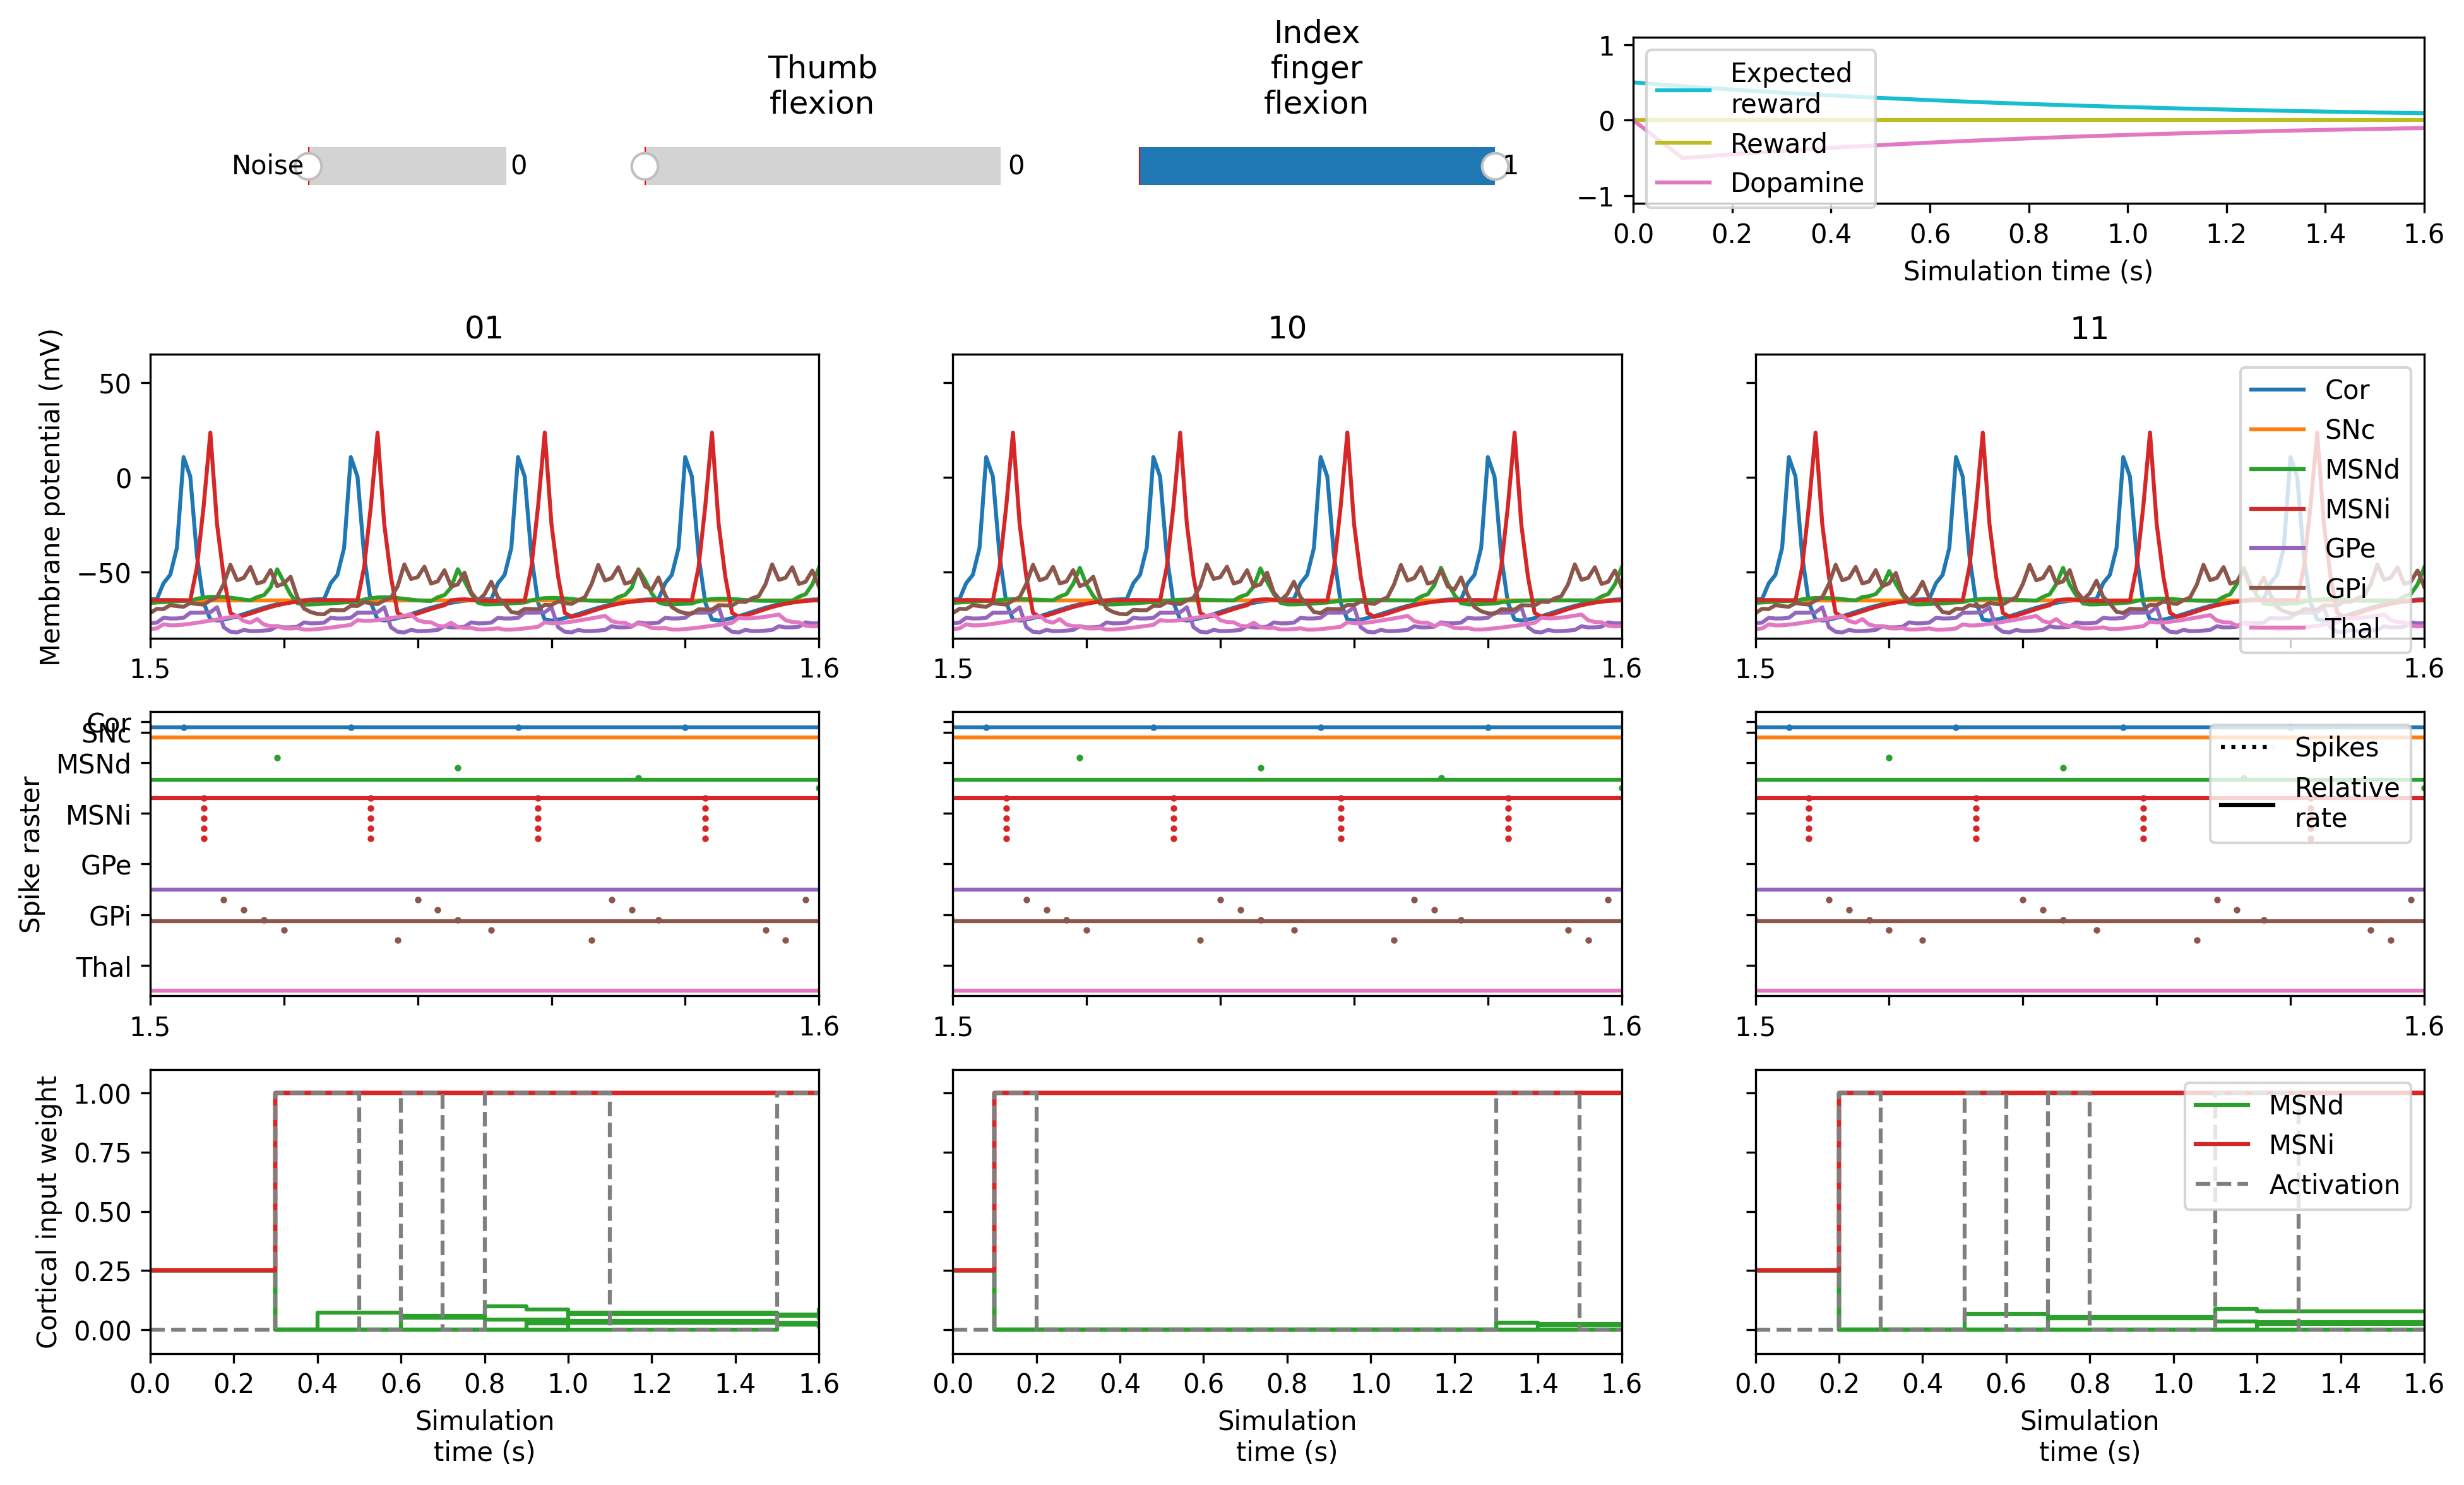 Thumb
flexion
Index
finger
flexion
Noise
0
0
1
1
0
−1
Expected
reward
Reward
Dopamine
0.0 0.2 0.4 0.6 0.8 1.0 1.2 1.4 1.6
Simulation time (s)
01
10
11
Membrane potential (mV)
50
0
−50
1.5 1.6
1.5 1.6
1.5 1.6
Cor
SNc
MSNd
MSNi
GPe
GPi
Thal
Spike raster
Cor
SNc
MSNd
MSNi
GPe
GPi
Thal
1.5 1.6
1.5 1.6
1.5 1.6
Spikes
Relative
rate
Cortical input weight
1.00
0.75
0.50
0.25
0.00
0.0 0.2 0.4 0.6 0.8 1.0 1.2 1.4 1.6
Simulation
time (s)
0.0 0.2 0.4 0.6 0.8 1.0 1.2 1.4 1.6
Simulation
time (s)
MSNd
MSNi
Activation
0.0 0.2 0.4 0.6 0.8 1.0 1.2 1.4 1.6
Simulation
time (s)